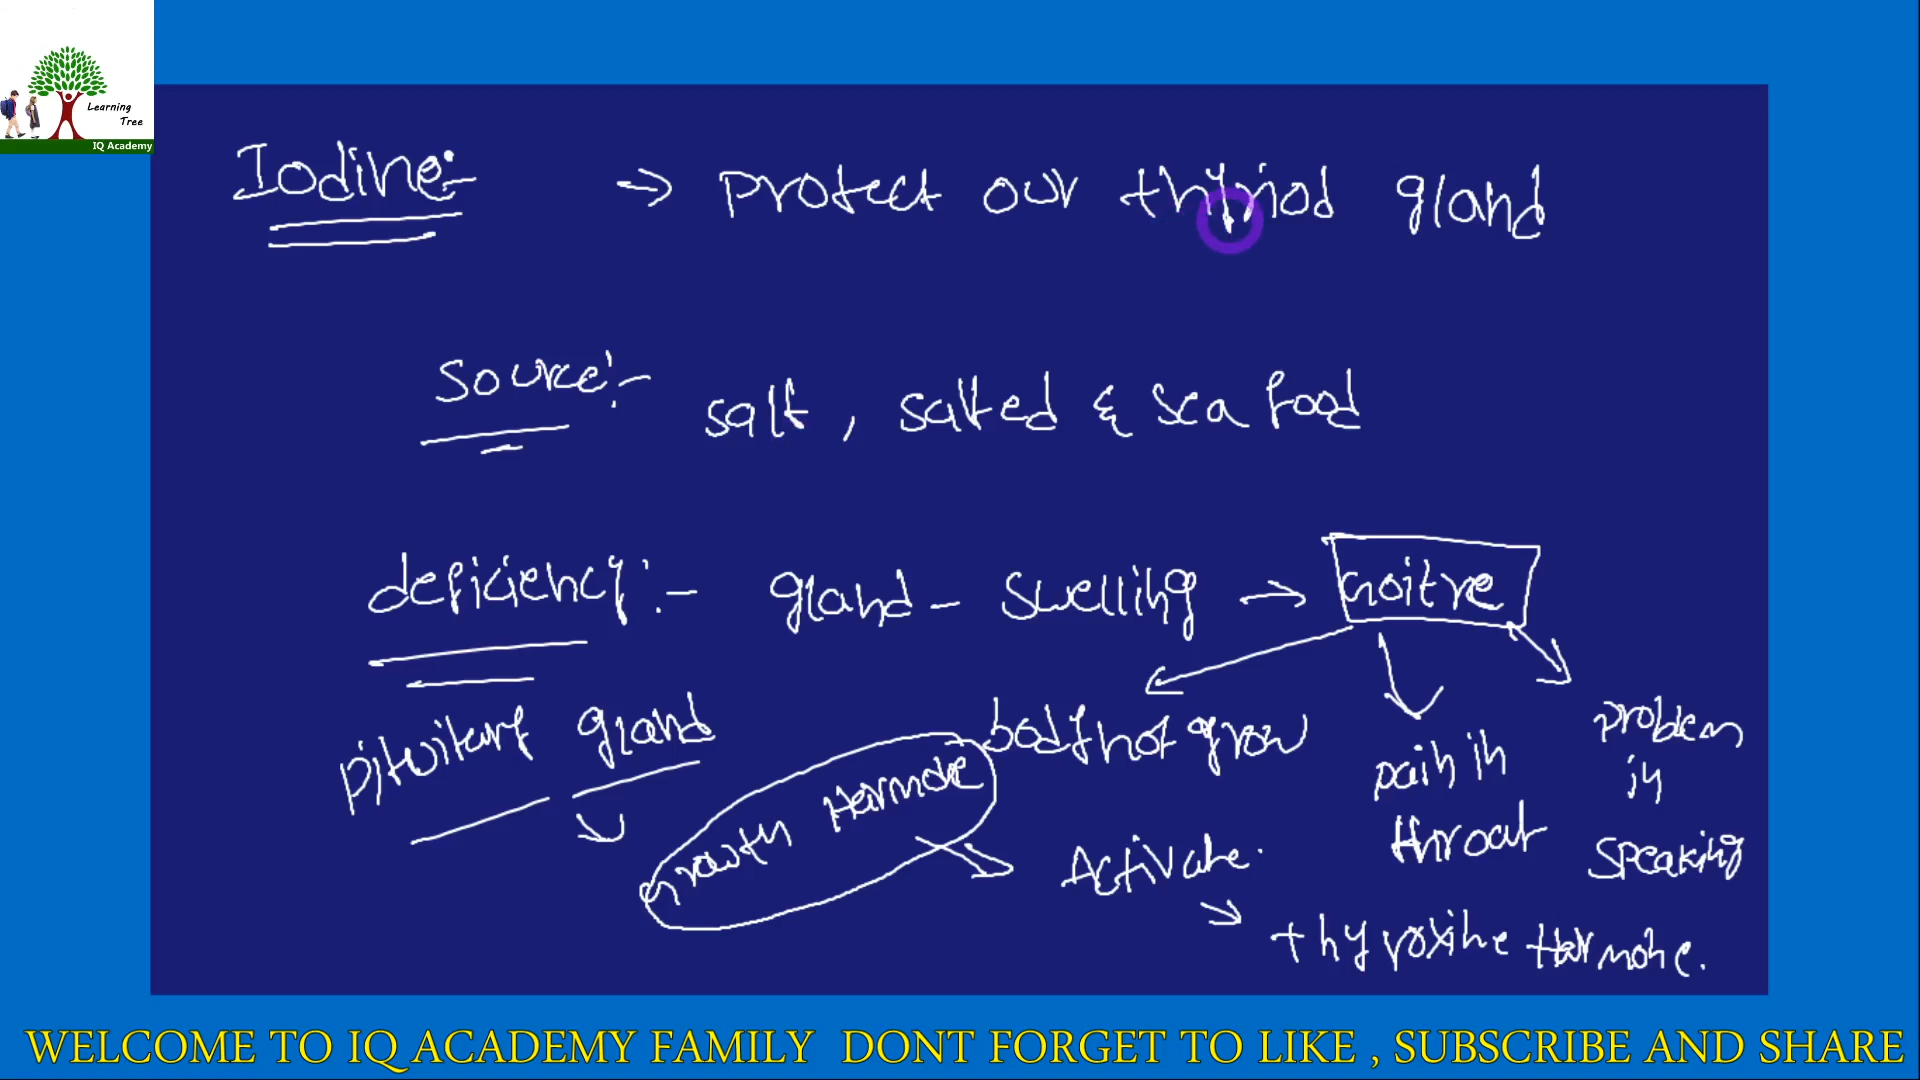 Learning
Tree
IQ Academy
Iodine:- → protect our thyriod gland
Source:- salt, salted & sea food
deficiency:- gland - swelling → Goitre
pituitary gland
Growth Harmone
body not grow
pain in
throat
problem
in
speaking
Activate.
thyroxine Harmone.
WELCOME TO IQ ACADEMY FAMILY DONT FORGET TO LIKE , SUBSCRIBE AND SHARE